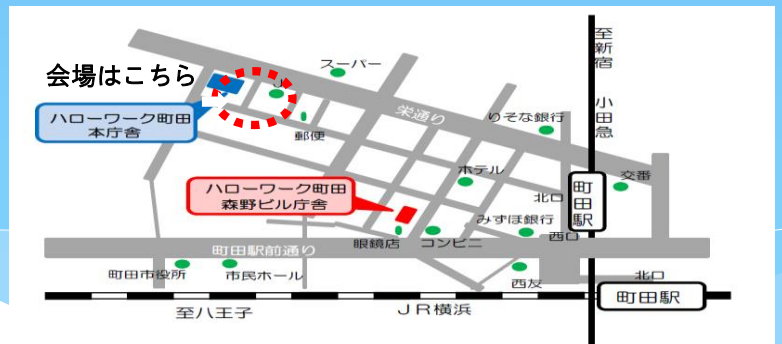 会場はこちら
スーパー
J
至新宿
小田急
ハローワーク町田
本庁舎
栄通り
りそな銀行
郵便
ホテル
北口
町田駅
交番
ハローワーク町田
森野ビル庁舎
みずほ銀行
西口
眼鏡店
コンビニ
町田駅前通り
町田市役所
市民ホール
西友
北口
町田駅
至八王子
JR横浜